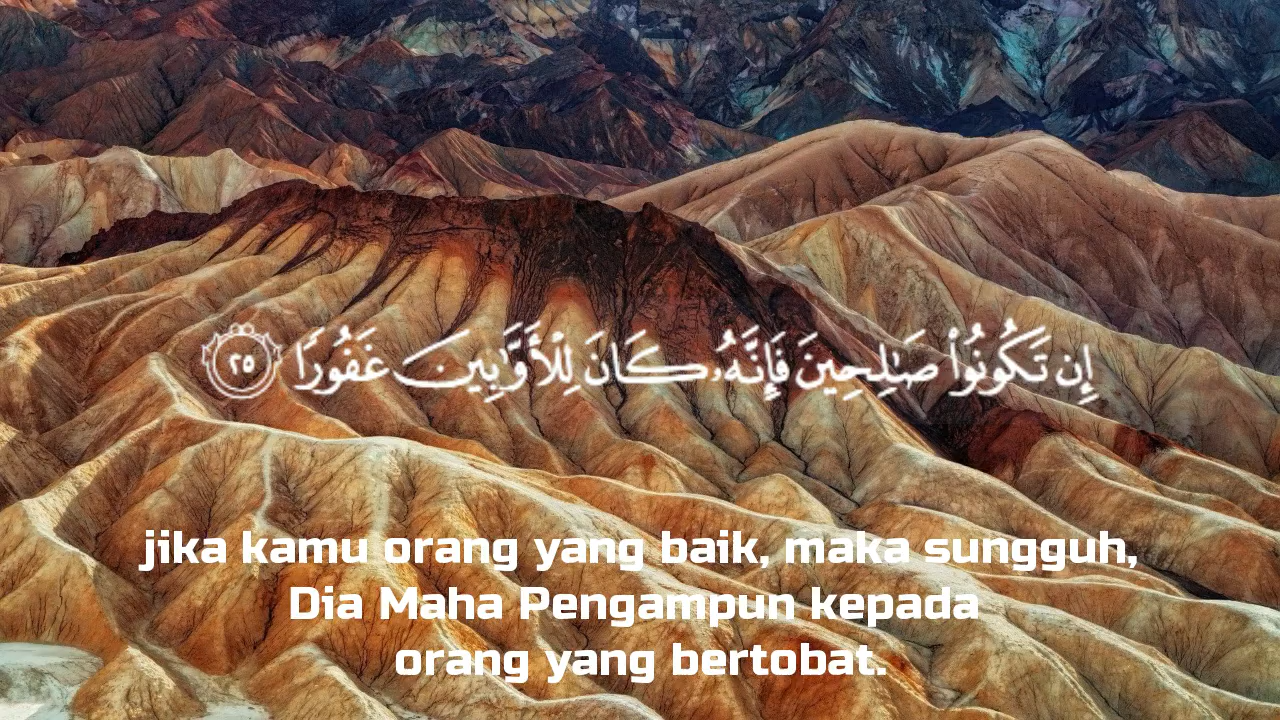 إِن تَكُونُوا۟ صَـٰلِحِينَ فَإِنَّهُۥ كَانَ لِلْأَوَّٰبِينَ غَفُورًا ٢٥
jika kamu orang yang baik, maka sungguh,
Dia Maha Pengampun kepada
orang yang bertobat.